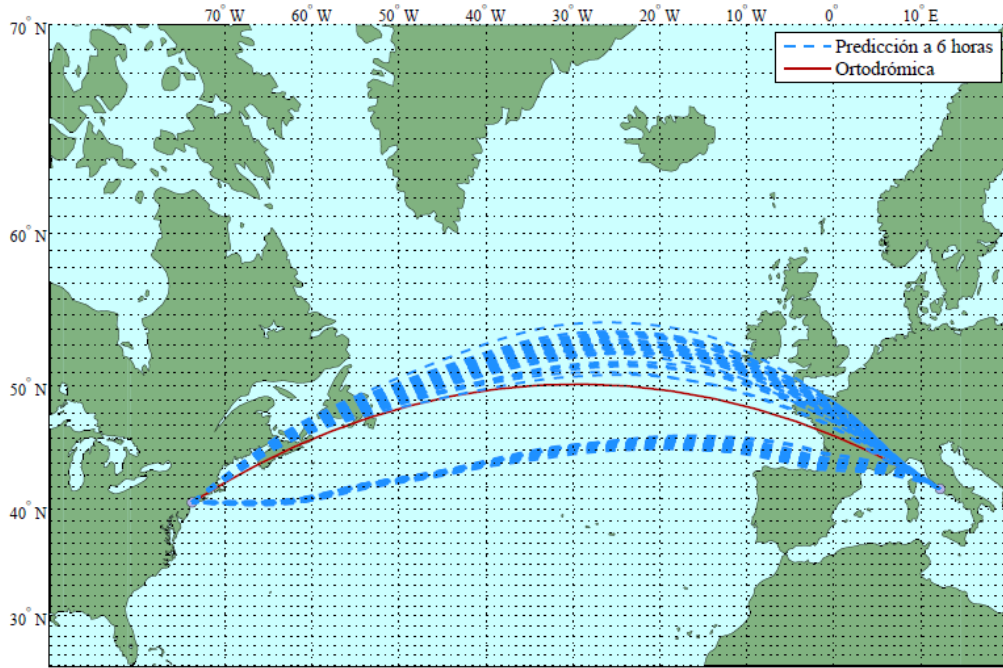 70° W 60° W 50° W 40° W 30° W 20° W 10° W 0° 10° E
70° N
Predicción a 6 horas
Ortodrómica
60° N
50° N
40° N
30° N